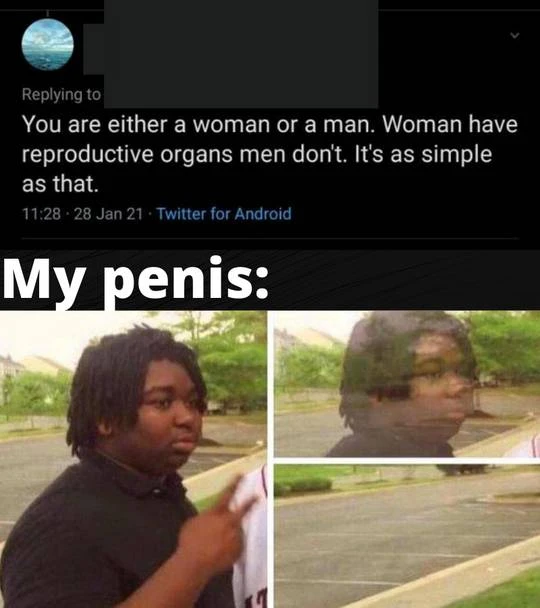 Replying to
You are either a woman or a man. Woman have
reproductive organs men don't. It's as simple
as that.
11:28 · 28 Jan 21 · Twitter for Android
My penis: